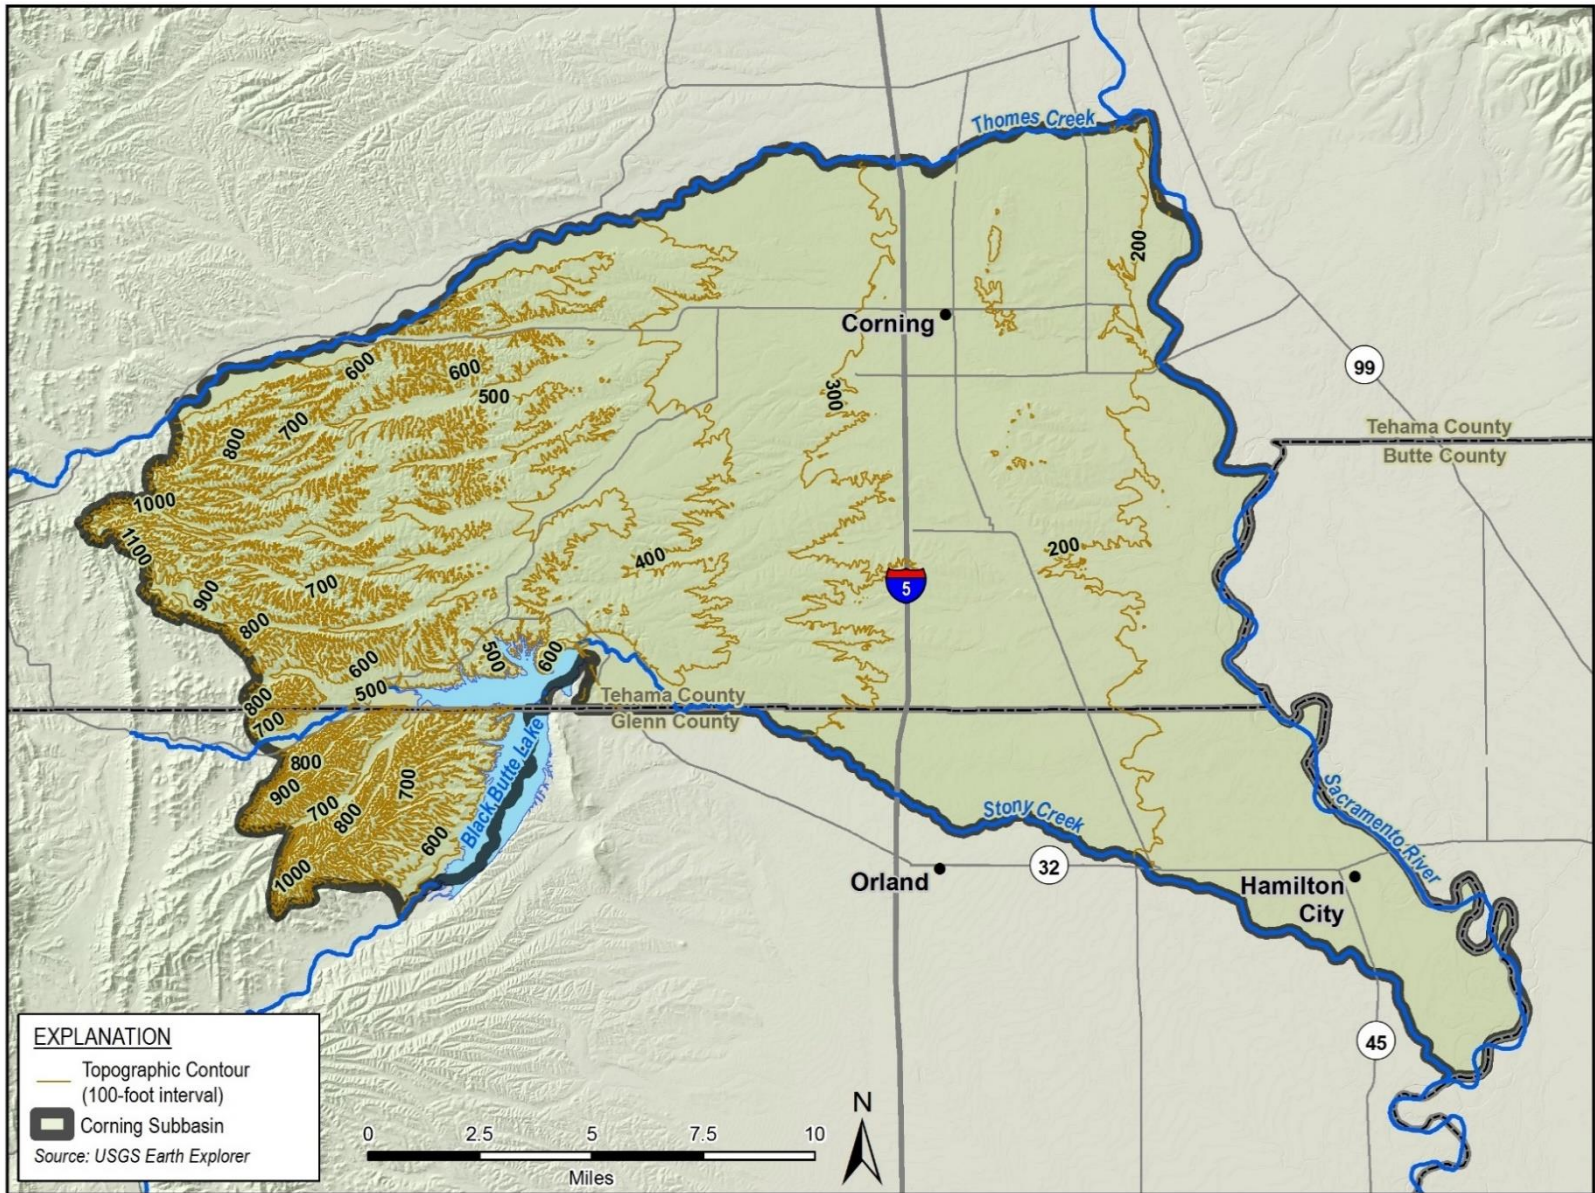 Thomes Creek
200
Corning
99
600
600
500
300
800
700
Tehama County
Butte County
1000
1100
400
200
5
700
900
800
500
600
600
500
800
700
Tehama County
Glenn County
800
900
700
700
800
600
1000
Black Butte Lake
Stony Creek
Sacramento River
Orland
32
Hamilton
City
45
EXPLANATION
Topographic Contour
(100-foot interval)
Corning Subbasin
Source: USGS Earth Explorer
0 2.5 5 7.5 10
Miles
N